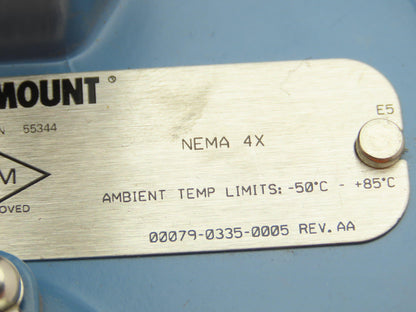 MOUNT®
N 55344
E5
NEMA 4X
M
OVED
AMBIENT TEMP LIMITS: -50°C - +85°C
00079-0335-0005 REV. AA